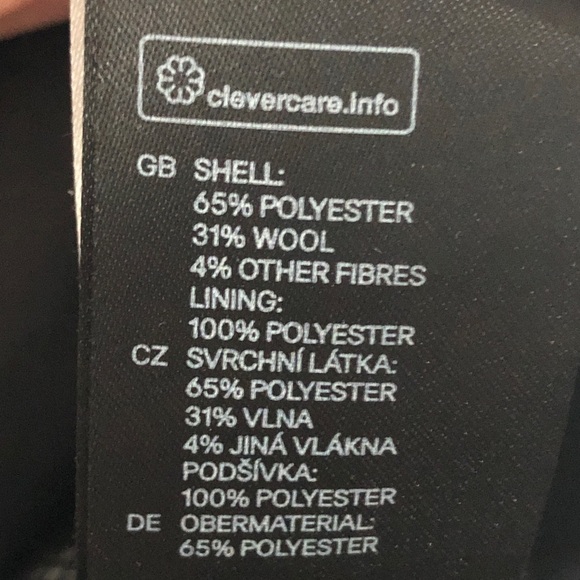 clevercare.info
GB SHELL:
65% POLYESTER
31% WOOL
4% OTHER FIBRES
LINING:
100% POLYESTER
CZ SVRCHNÍ LÁTKA:
65% POLYESTER
31% VLNA
4% JINÁ VLÁKNA
PODŠÍVKA:
100% POLYESTER
DE OBERMATERIAL:
65% POLYESTER